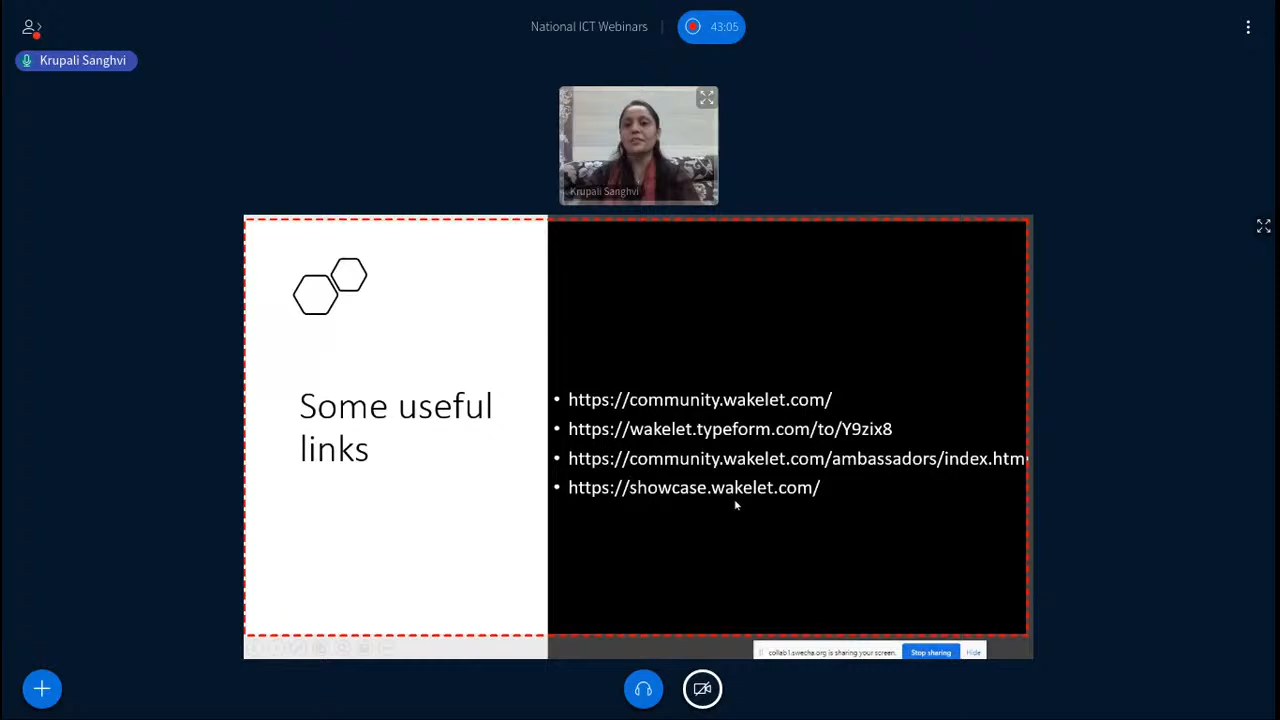 National ICT Webinars
43:05
Krupali Sanghvi
Krupali Sanghvi
Some useful
links
• https://community.wakelet.com/
• https://wakelet.typeform.com/to/Y9zix8
• https://community.wakelet.com/ambassadors/index.htm
• https://showcase.wakelet.com/
collab1.swecha.org is sharing your screen.
Stop sharing
Hide